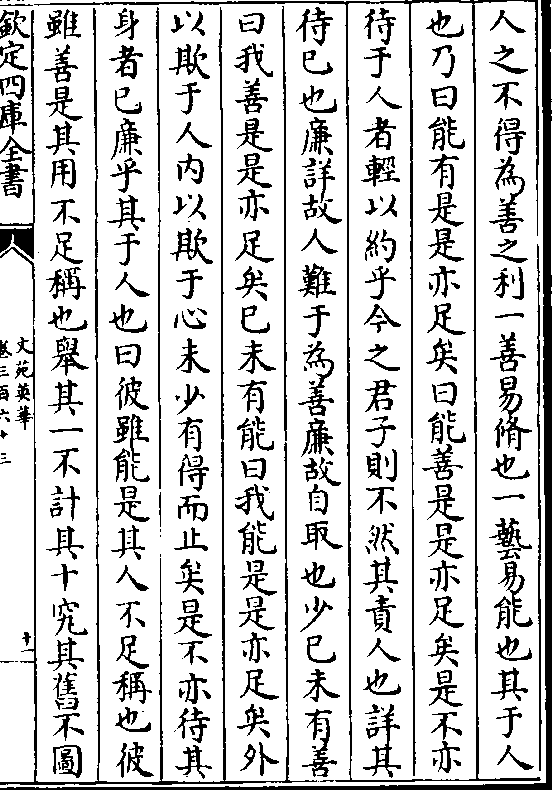 人之不得為善之利一善易脩也一藝易能也其于人
也乃曰能有是是亦足矣曰能善是是亦足矣是不亦
待于人者輕以約乎今之君子則不然其責人也詳其
待已也廉詳故人難于為善廉故自取也少已未有善
曰我善是是亦足矣已未有能曰我能是是亦足矣外
以欺于人内以欺于心未少有得而止矣是不亦待其
身者已廉乎其于人也曰彼雖能是其人不足稱也彼
雖善是其用不足稱也舉其一不計其十究其舊不圖
欽定四庫全書
文苑英華
卷三百六十三
十一